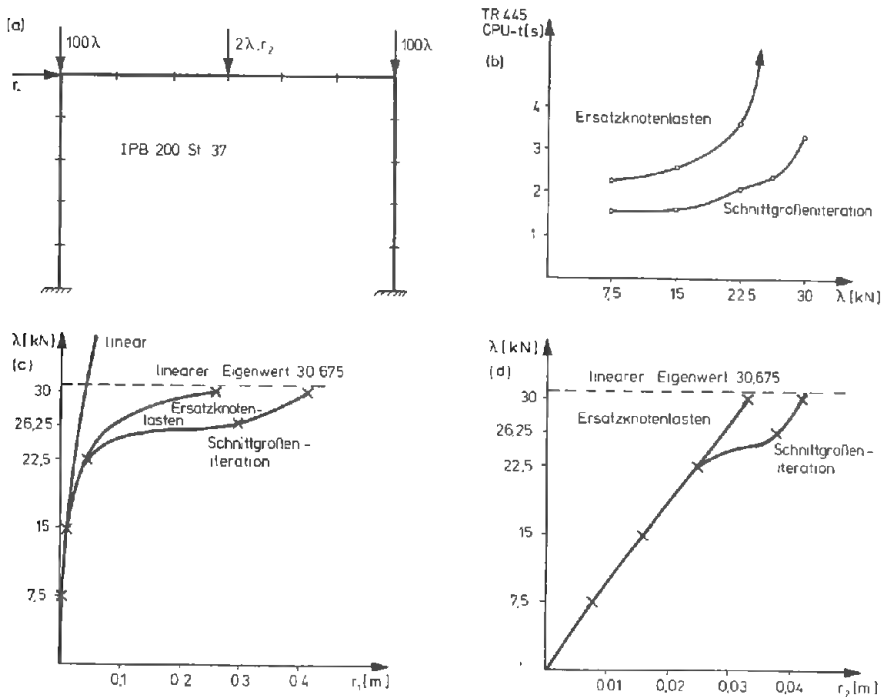 (a)
100λ
2λ, r₂
100λ
IPB 200 St 37
TR 445
CPU-t[s]
(b)
4
3
2
1
Ersatzknotenlasten
Schnittgrößeniteration
7,5
15
22,5
30
λ[kN]
λ[kN]
(c)
linear
linearer Eigenwert 30,675
30
26,25
22,5
15
7,5
Ersatzknoten-
lasten
Schnittgrößen-
iteration
0,1
0,2
0,3
0,4
r₁[m]
λ[kN]
(d)
linearer Eigenwert 30,675
30
26,25
22,5
15
7,5
Ersatzknotenlasten
Schnittgrößen-
iteration
0,01
0,02
0,03
0,04
r₂[m]